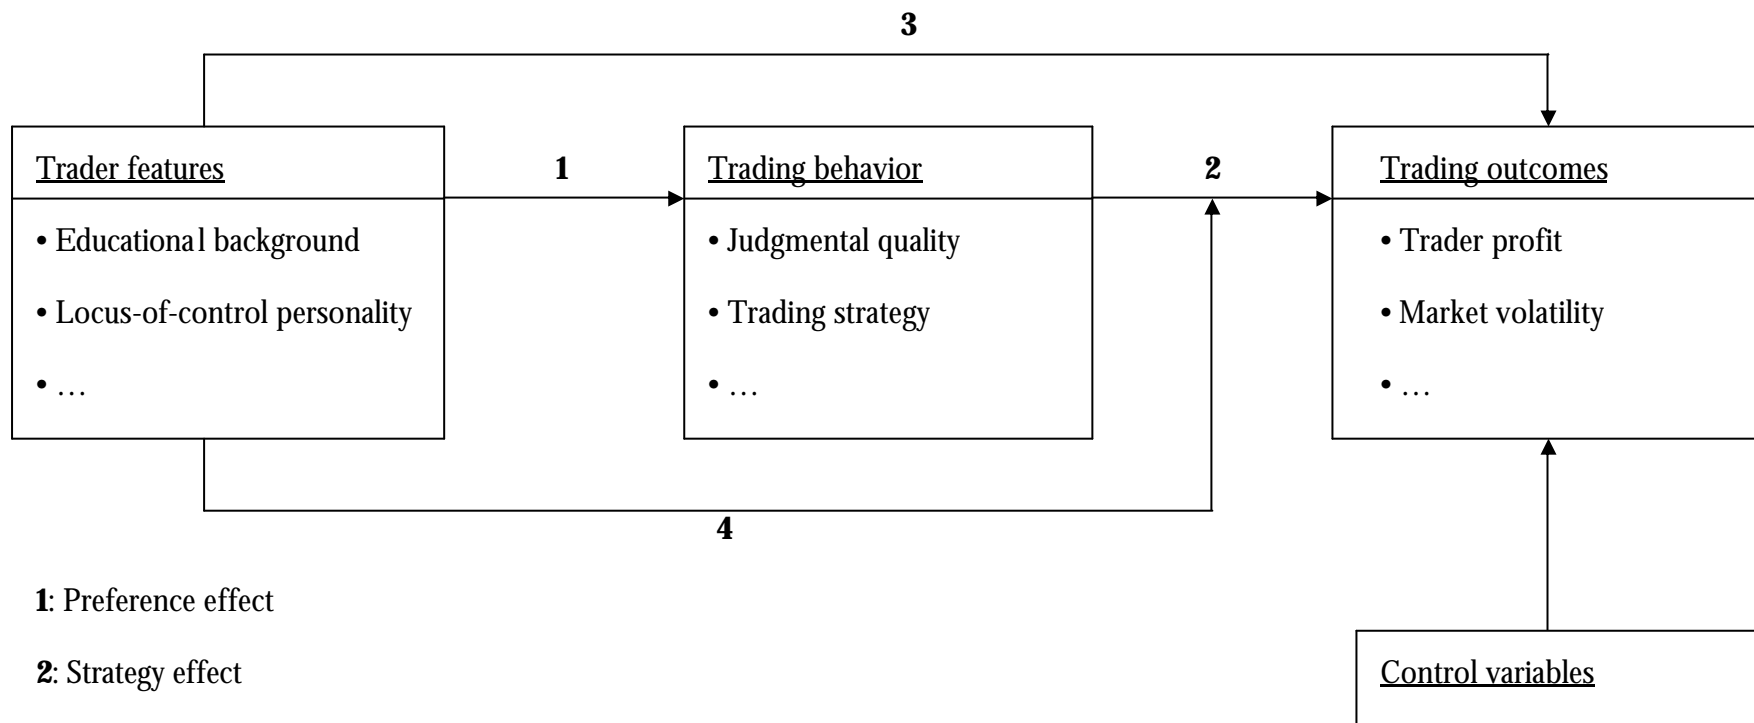 3
Trader features
1
Trading behavior
2
Trading outcomes
• Educational background
• Judgmental quality
• Trader profit
• Locus-of-control personality
• Trading strategy
• Market volatility
• …
• …
• …
4
1: Preference effect
2: Strategy effect
Control variables